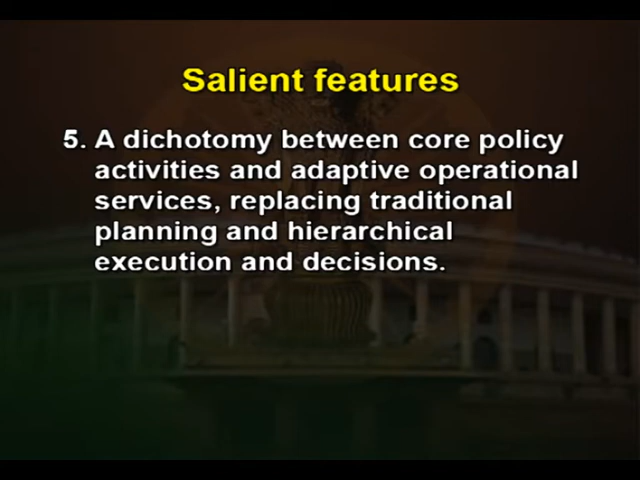 Salient features
5. A dichotomy between core policy
activities and adaptive operational
services, replacing traditional
planning and hierarchical
execution and decisions.